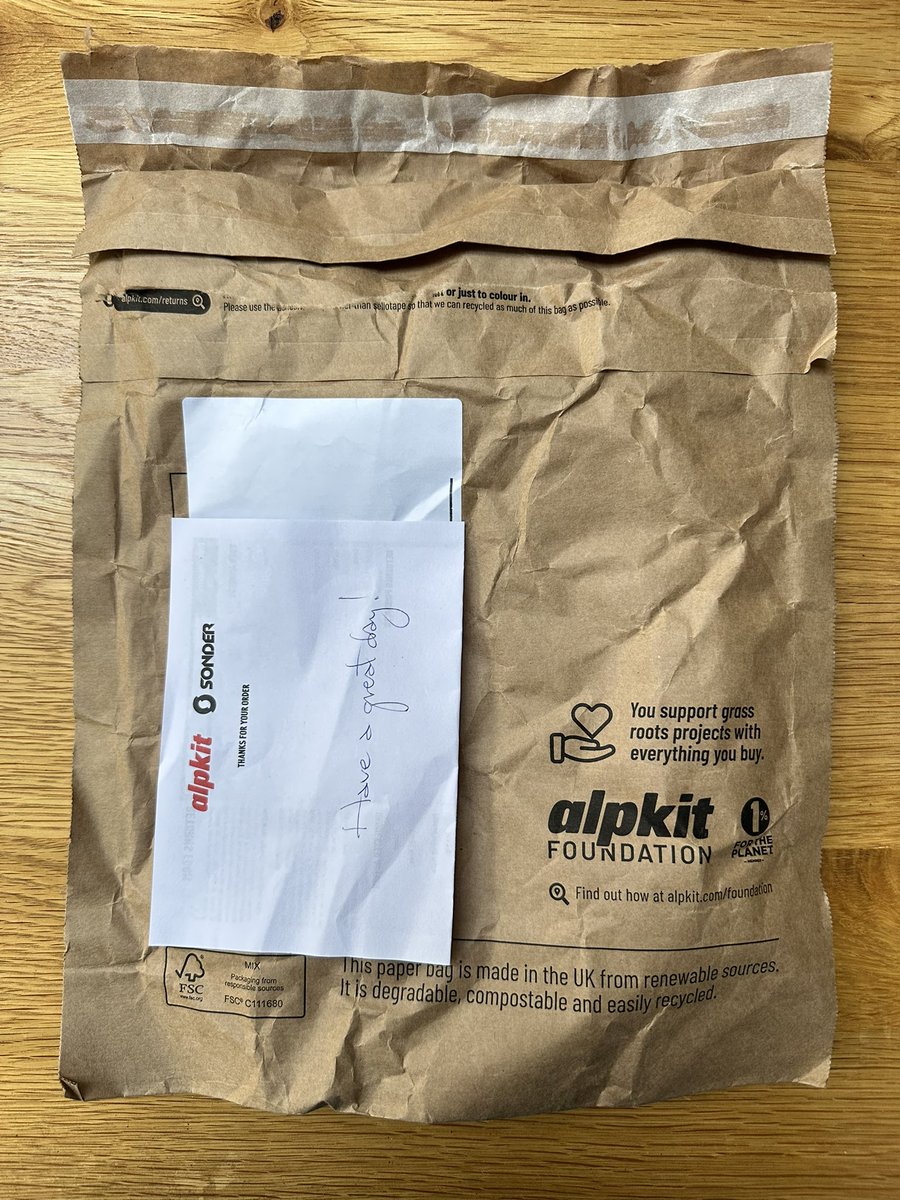 alpkit.com/returns
or just to colour in.
Please use the than sellotape so that we can recycled as much of this bag as possible.
alpkit SONDER
THANKS FOR YOUR ORDER
Have a great day!
You support grass
roots projects with
everything you buy.
alpkit
FOUNDATION
1%
FOR THE
PLANET
MEMBER
Find out how at alpkit.com/foundation
FSC
www.fsc.org
MIX
Packaging from
responsible sources
FSC® C111680
This paper bag is made in the UK from renewable sources.
It is degradable, compostable and easily recycled.